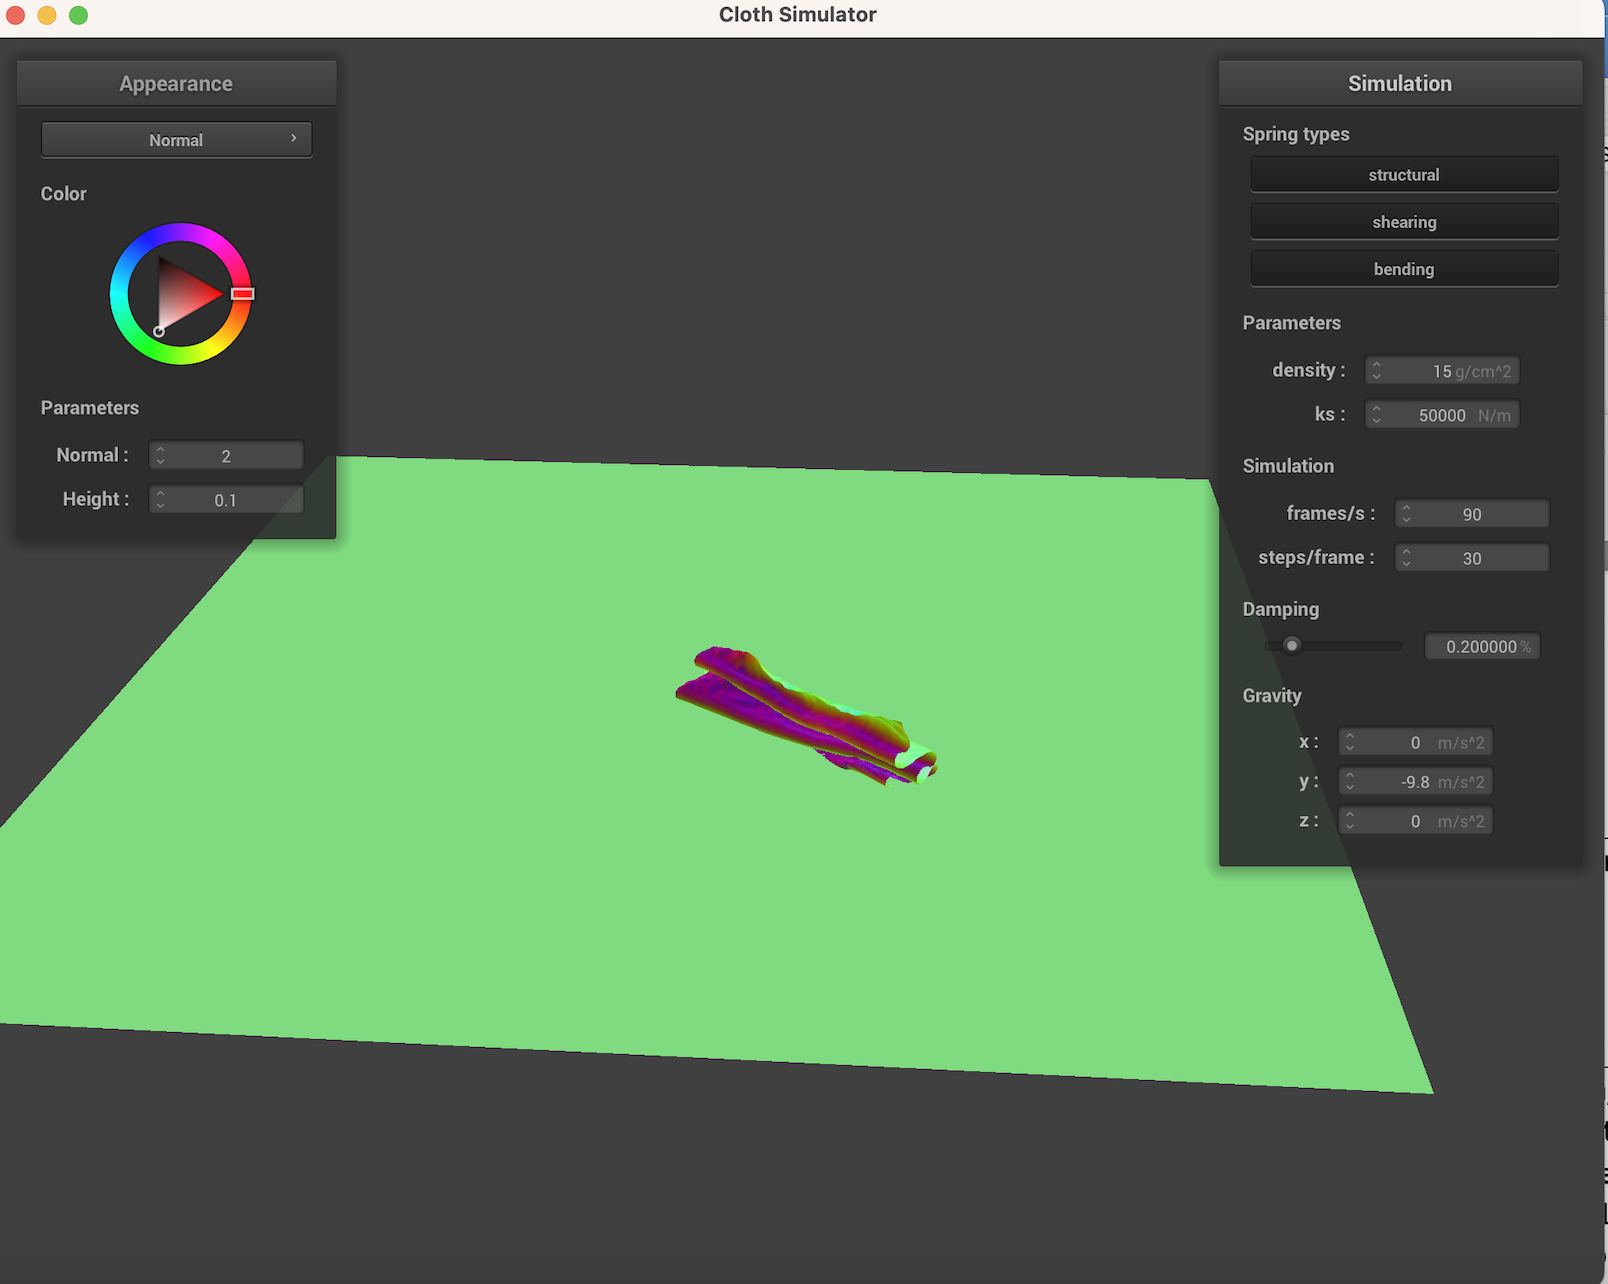 Cloth Simulator
Appearance
Normal
Color
Parameters
Normal : 2
Height : 0.1
Simulation
Spring types
structural
shearing
bending
Parameters
density : 15 g/cm^2
ks : 50000 N/m
Simulation
frames/s : 90
steps/frame : 30
Damping
0.200000 %
Gravity
x : 0 m/s^2
y : -9.8 m/s^2
z : 0 m/s^2